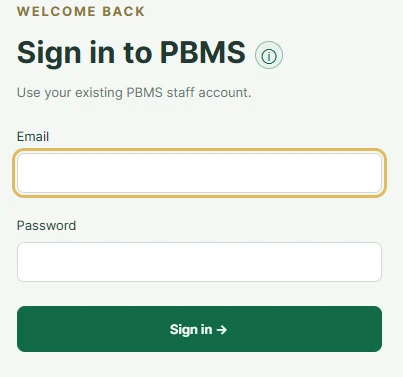 WELCOME BACK
Sign in to PBMS ⓘ
Use your existing PBMS staff account.
Email
Password
Sign in →